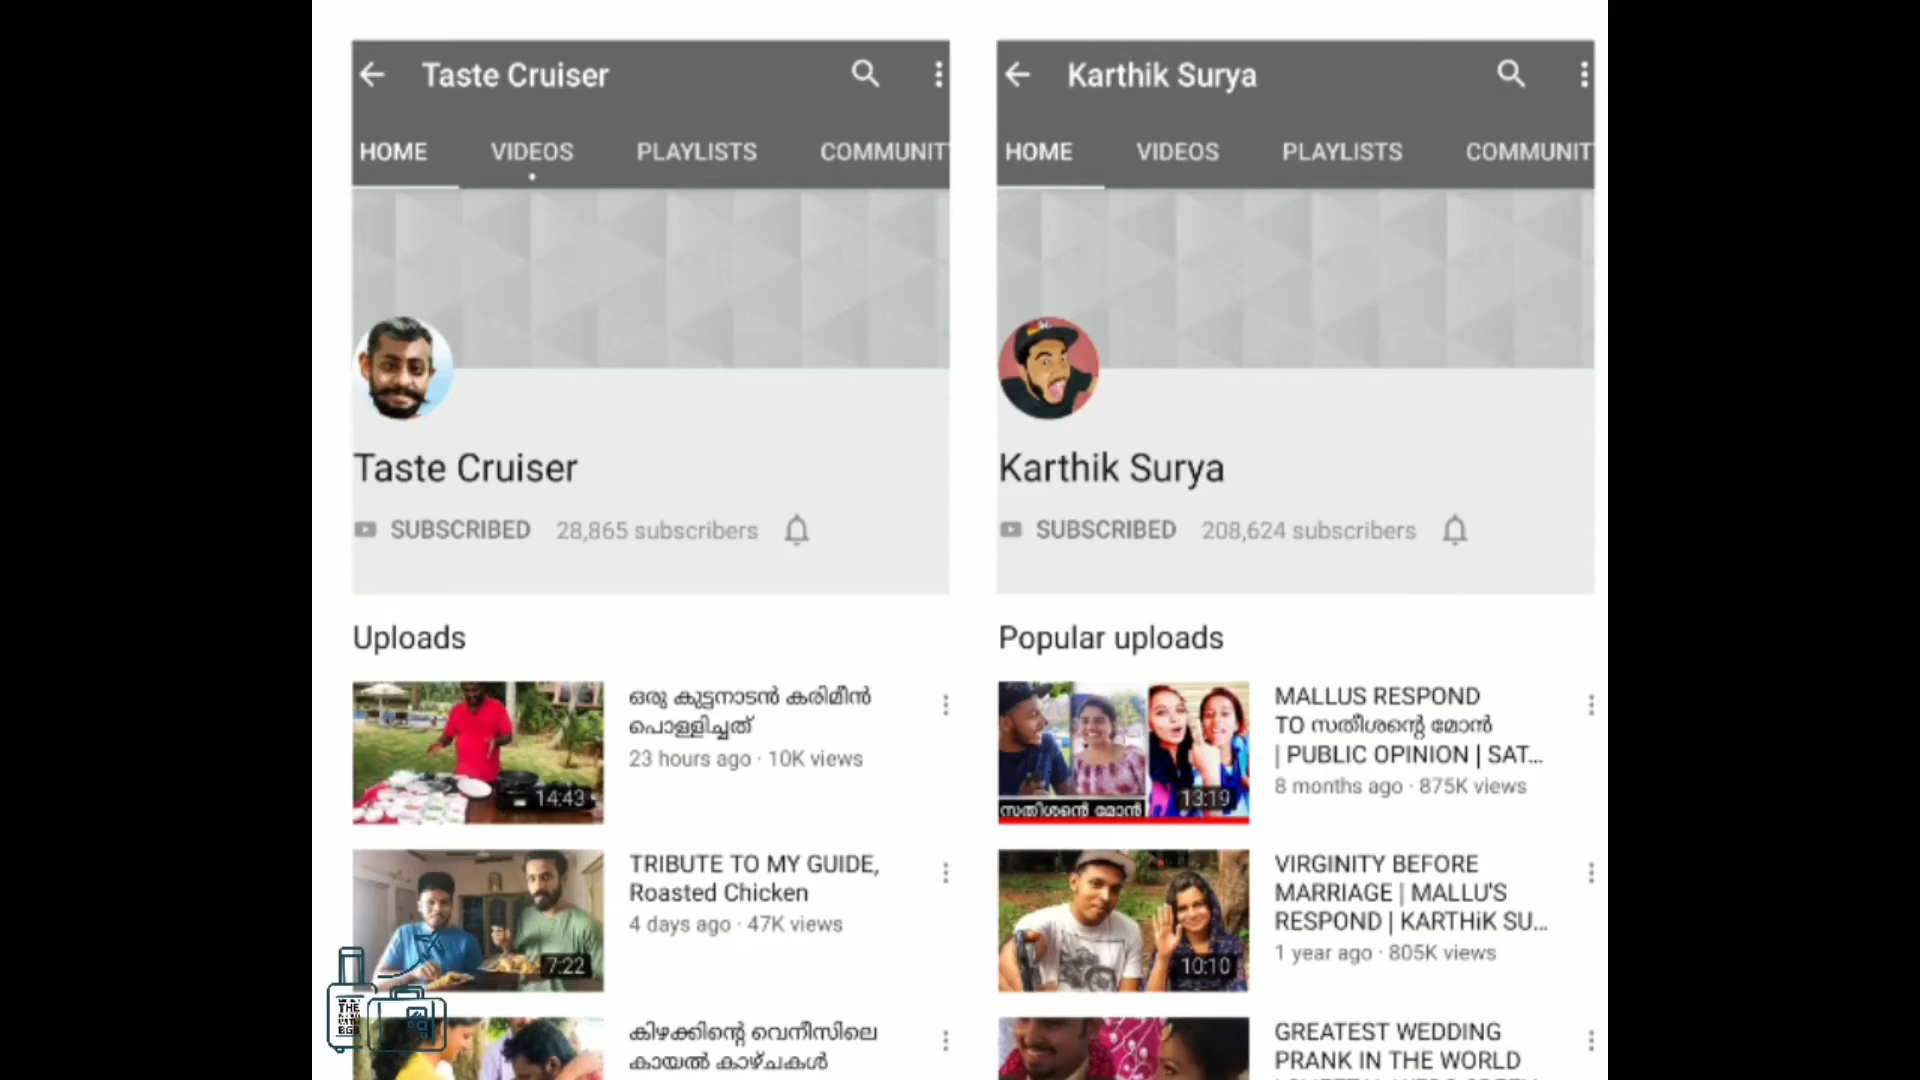 Taste Cruiser
HOME VIDEOS PLAYLISTS COMMUNIT
Taste Cruiser
SUBSCRIBED 28,865 subscribers
Uploads
14:43
ഒരു കുട്ടനാടൻ കരിമീൻ
പൊള്ളിച്ചത്
23 hours ago · 10K views
7:22
TRIBUTE TO MY GUIDE,
Roasted Chicken
4 days ago · 47K views
കിഴക്കിന്റെ വെനീസിലെ
കായൽ കാഴ്ചകൾ
THE
WITH
BGB
Karthik Surya
HOME VIDEOS PLAYLISTS COMMUNIT
Karthik Surya
SUBSCRIBED 208,624 subscribers
Popular uploads
സതീശന്റെ മോൻ
13:19
MALLUS RESPOND
TO സതീശന്റെ മോൻ
| PUBLIC OPINION | SAT...
8 months ago · 875K views
10:10
VIRGINITY BEFORE
MARRIAGE | MALLU'S
RESPOND | KARTHiK SU...
1 year ago · 805K views
GREATEST WEDDING
PRANK IN THE WORLD